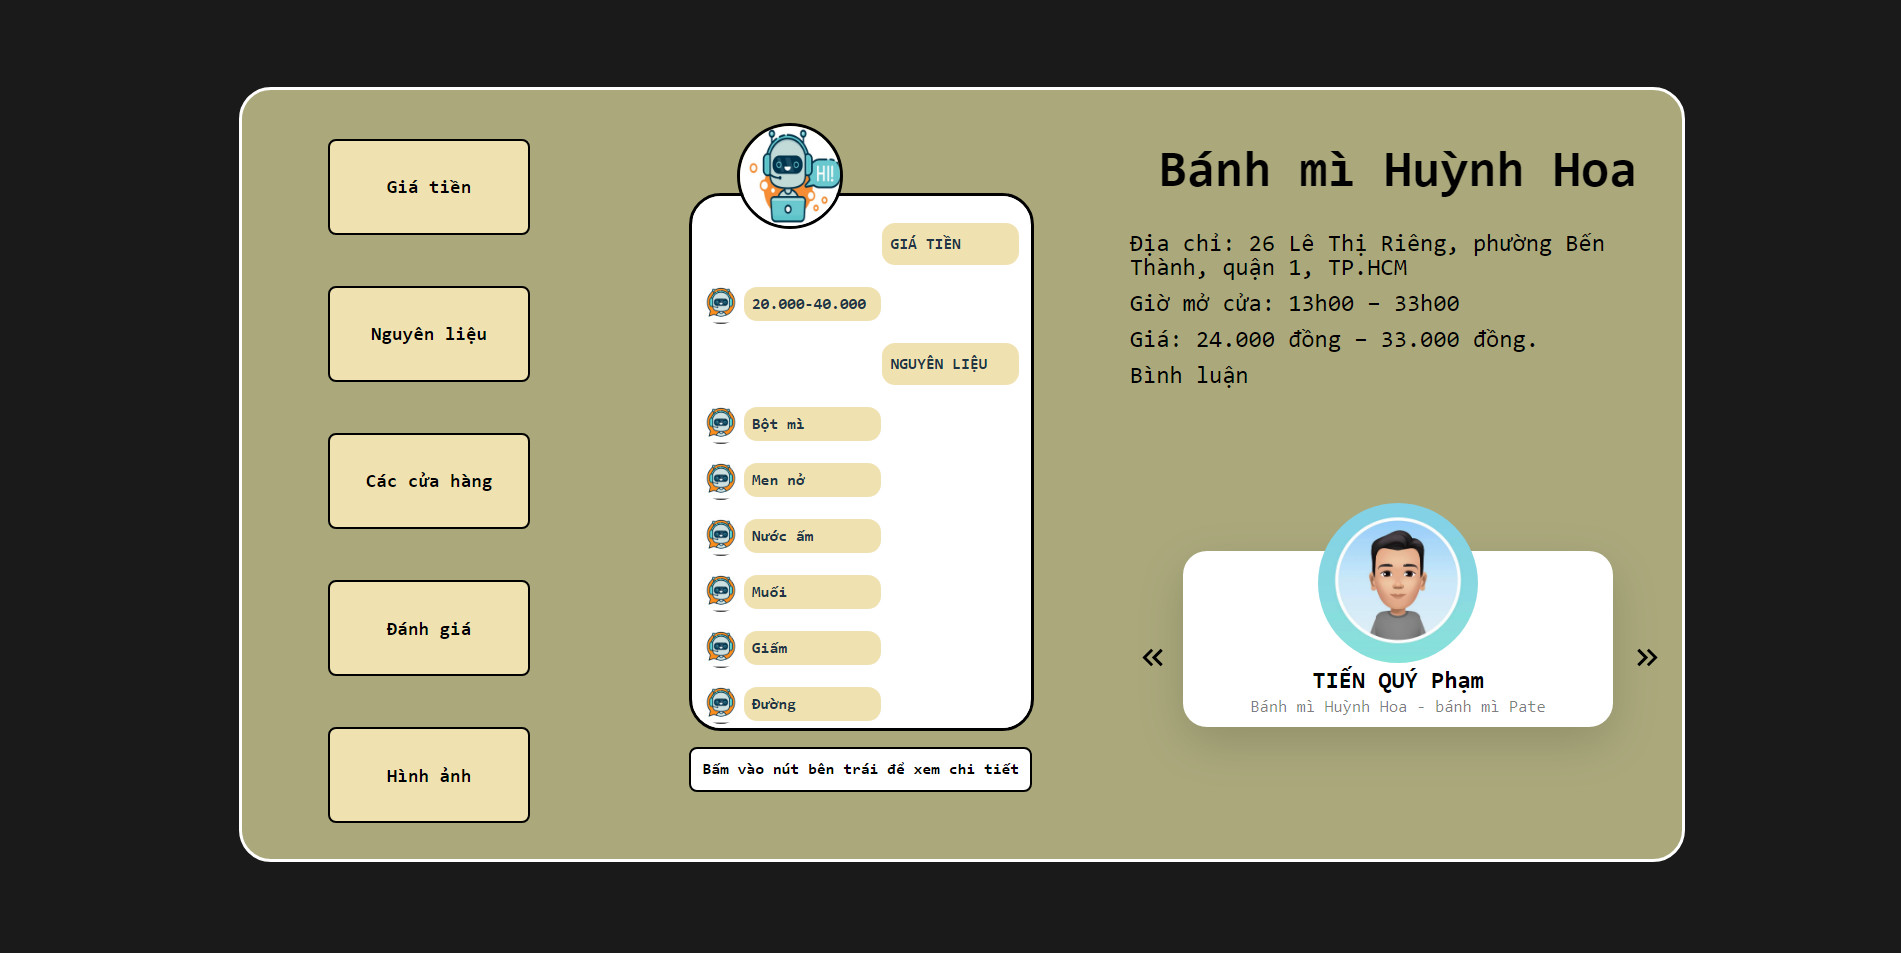 Giá tiền
Nguyên liệu
Các cửa hàng
Đánh giá
Hình ảnh
HI!
GIÁ TIỀN
20.000-40.000
NGUYÊN LIỆU
Bột mì
Men nở
Nước ấm
Muối
Giấm
Đường
Bấm vào nút bên trái để xem chi tiết
Bánh mì Huỳnh Hoa
Địa chỉ: 26 Lê Thị Riêng, phường Bến
Thành, quận 1, TP.HCM
Giờ mở cửa: 13h00 – 33h00
Giá: 24.000 đồng – 33.000 đồng.
Bình luận
TIẾN QUÝ Phạm
Bánh mì Huỳnh Hoa - bánh mì Pate